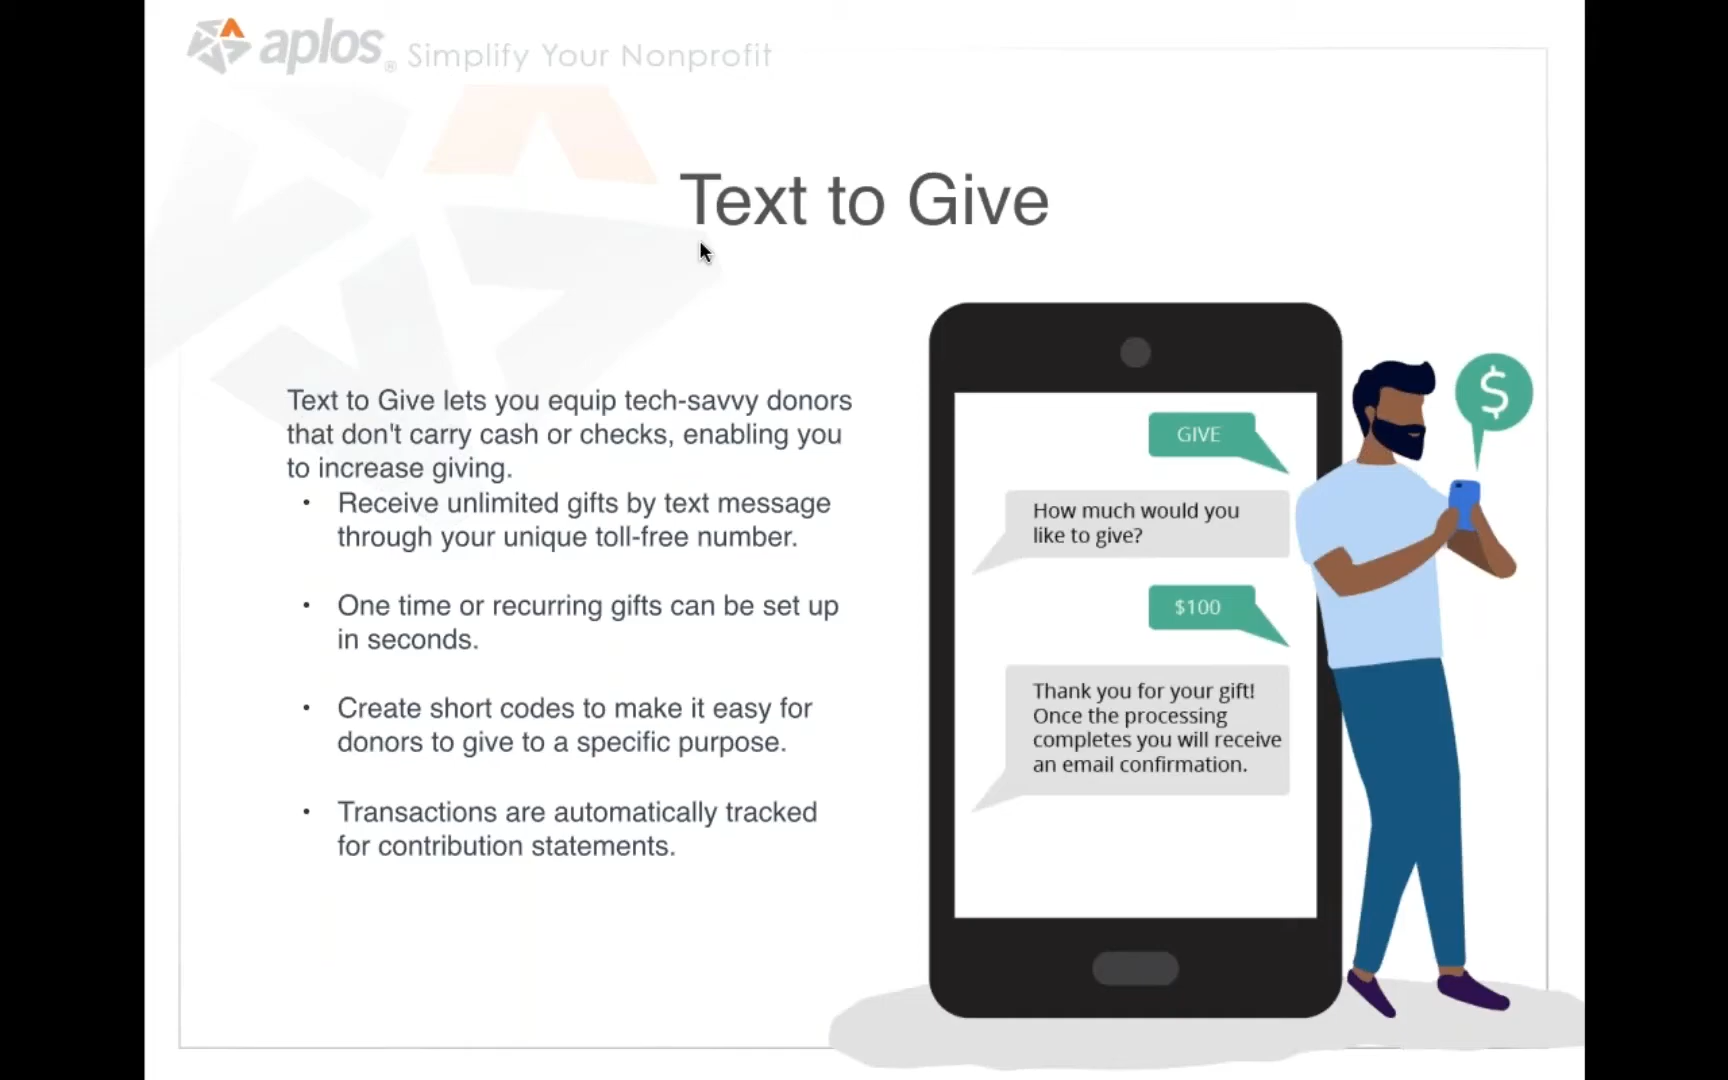 aplos® Simplify Your Nonprofit
Text to Give
Text to Give lets you equip tech-savvy donors
that don't carry cash or checks, enabling you
to increase giving.
• Receive unlimited gifts by text message
through your unique toll-free number.
• One time or recurring gifts can be set up
in seconds.
• Create short codes to make it easy for
donors to give to a specific purpose.
• Transactions are automatically tracked
for contribution statements.
GIVE
How much would you
like to give?
$100
Thank you for your gift!
Once the processing
completes you will receive
an email confirmation.
$